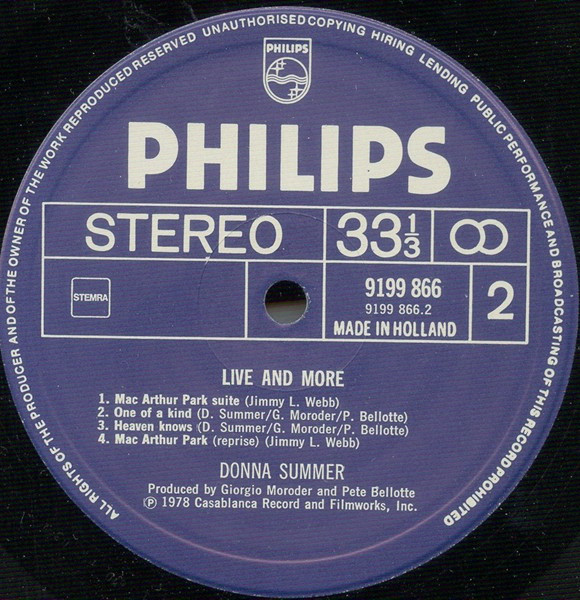 ALL RIGHTS OF THE PRODUCER AND OF THE OWNER OF THE WORK REPRODUCED RESERVED UNAUTHORISED COPYING HIRING LENDING PUBLIC PERFORMANCE AND BROADCASTING OF THIS RECORD PROHIBITED
PHILIPS
PHILIPS
STEREO
33 1/3
STEMRA
9199 866
9199 866.2
MADE IN HOLLAND
2
LIVE AND MORE
1. Mac Arthur Park suite (Jimmy L. Webb)
2. One of a kind (D. Summer/G. Moroder/P. Bellotte)
3. Heaven knows (D. Summer/G. Moroder/P. Bellotte)
4. Mac Arthur Park (reprise) (Jimmy L. Webb)
DONNA SUMMER
Produced by Giorgio Moroder and Pete Bellotte
℗ 1978 Casablanca Record and Filmworks, Inc.